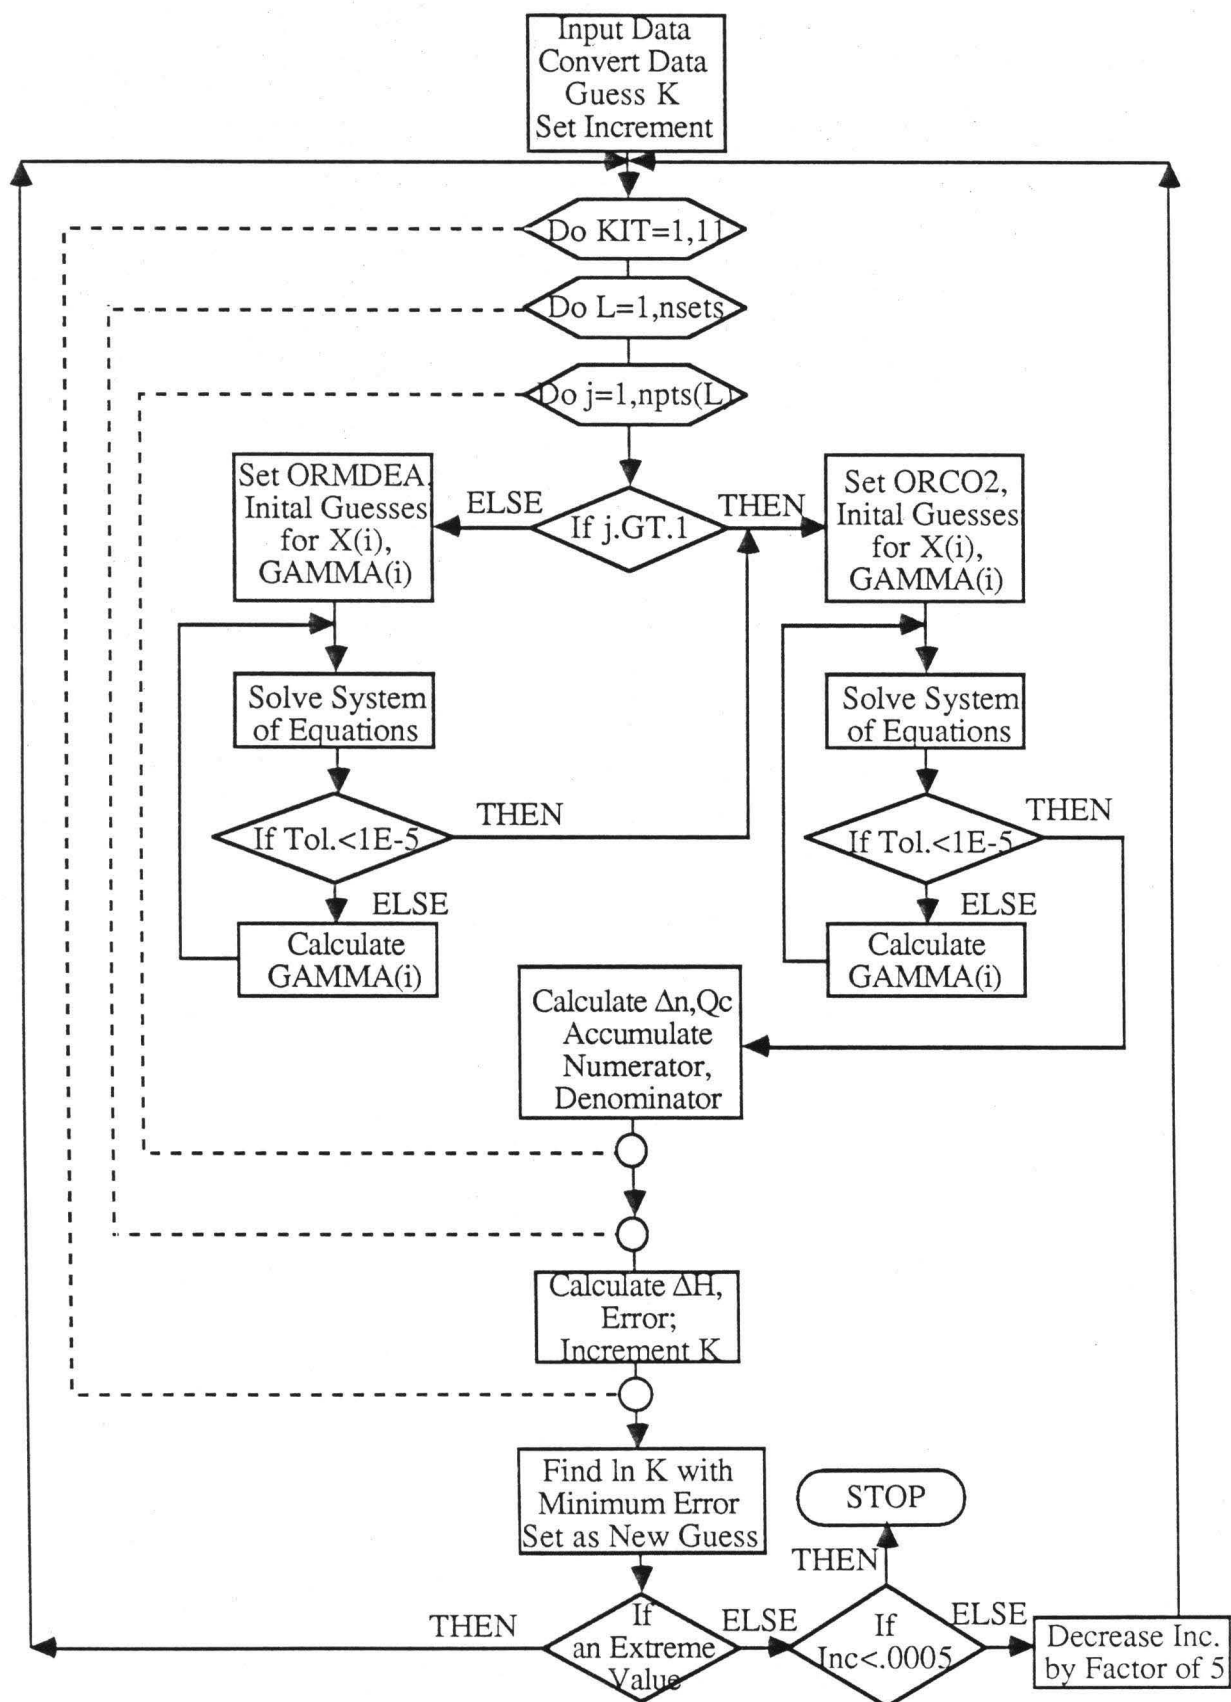 Input Data
Convert Data
Guess K
Set Increment
Do KIT=1,11
Do L=1,nsets
Do j=1,npts(L)
Set ORMDEA,
Inital Guesses
for X(i),
GAMMA(i)
ELSE
If j.GT.1
THEN
Set ORCO2,
Inital Guesses
for X(i),
GAMMA(i)
Solve System
of Equations
If Tol.<1E-5
THEN
ELSE
Calculate
GAMMA(i)
Solve System
of Equations
If Tol.<1E-5
THEN
ELSE
Calculate
GAMMA(i)
Calculate Δn,Qc
Accumulate
Numerator,
Denominator
Calculate ΔH,
Error;
Increment K
Find ln K with
Minimum Error
Set as New Guess
If
an Extreme
Value
THEN
ELSE
If
Inc<.0005
THEN
STOP
ELSE
Decrease Inc.
by Factor of 5